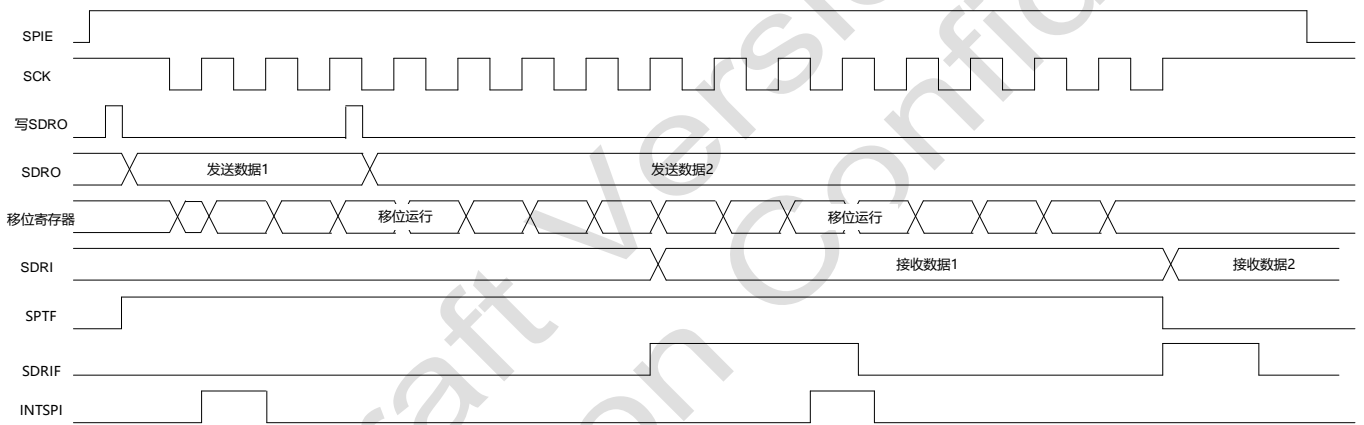 SPIE
SCK
写SDRO
SDRO 发送数据1 发送数据2
移位寄存器 移位运行 移位运行
SDRI 接收数据1 接收数据2
SPTF
SDRIF
INTSPI